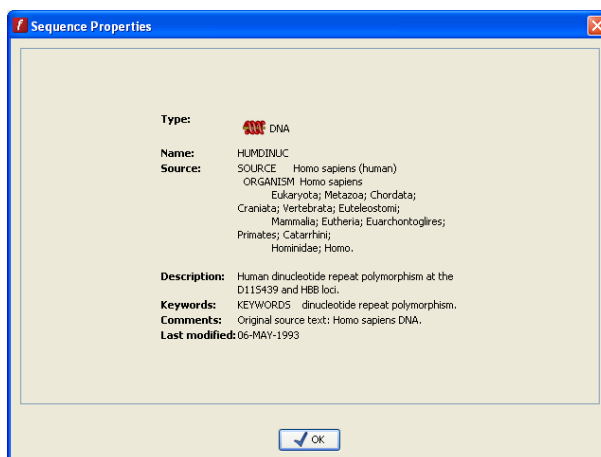 Sequence Properties
Type: DNA
Name: HUMDINUC
Source: SOURCE Homo sapiens (human)
ORGANISM Homo sapiens
Eukaryota; Metazoa; Chordata;
Craniata; Vertebrata; Euteleostomi;
Mammalia; Eutheria; Euarchontoglires;
Primates; Catarrhini;
Hominidae; Homo.
Description: Human dinucleotide repeat polymorphism at the
D11S439 and HBB loci.
Keywords: KEYWORDS dinucleotide repeat polymorphism.
Comments: Original source text: Homo sapiens DNA.
Last modified: 06-MAY-1993
OK